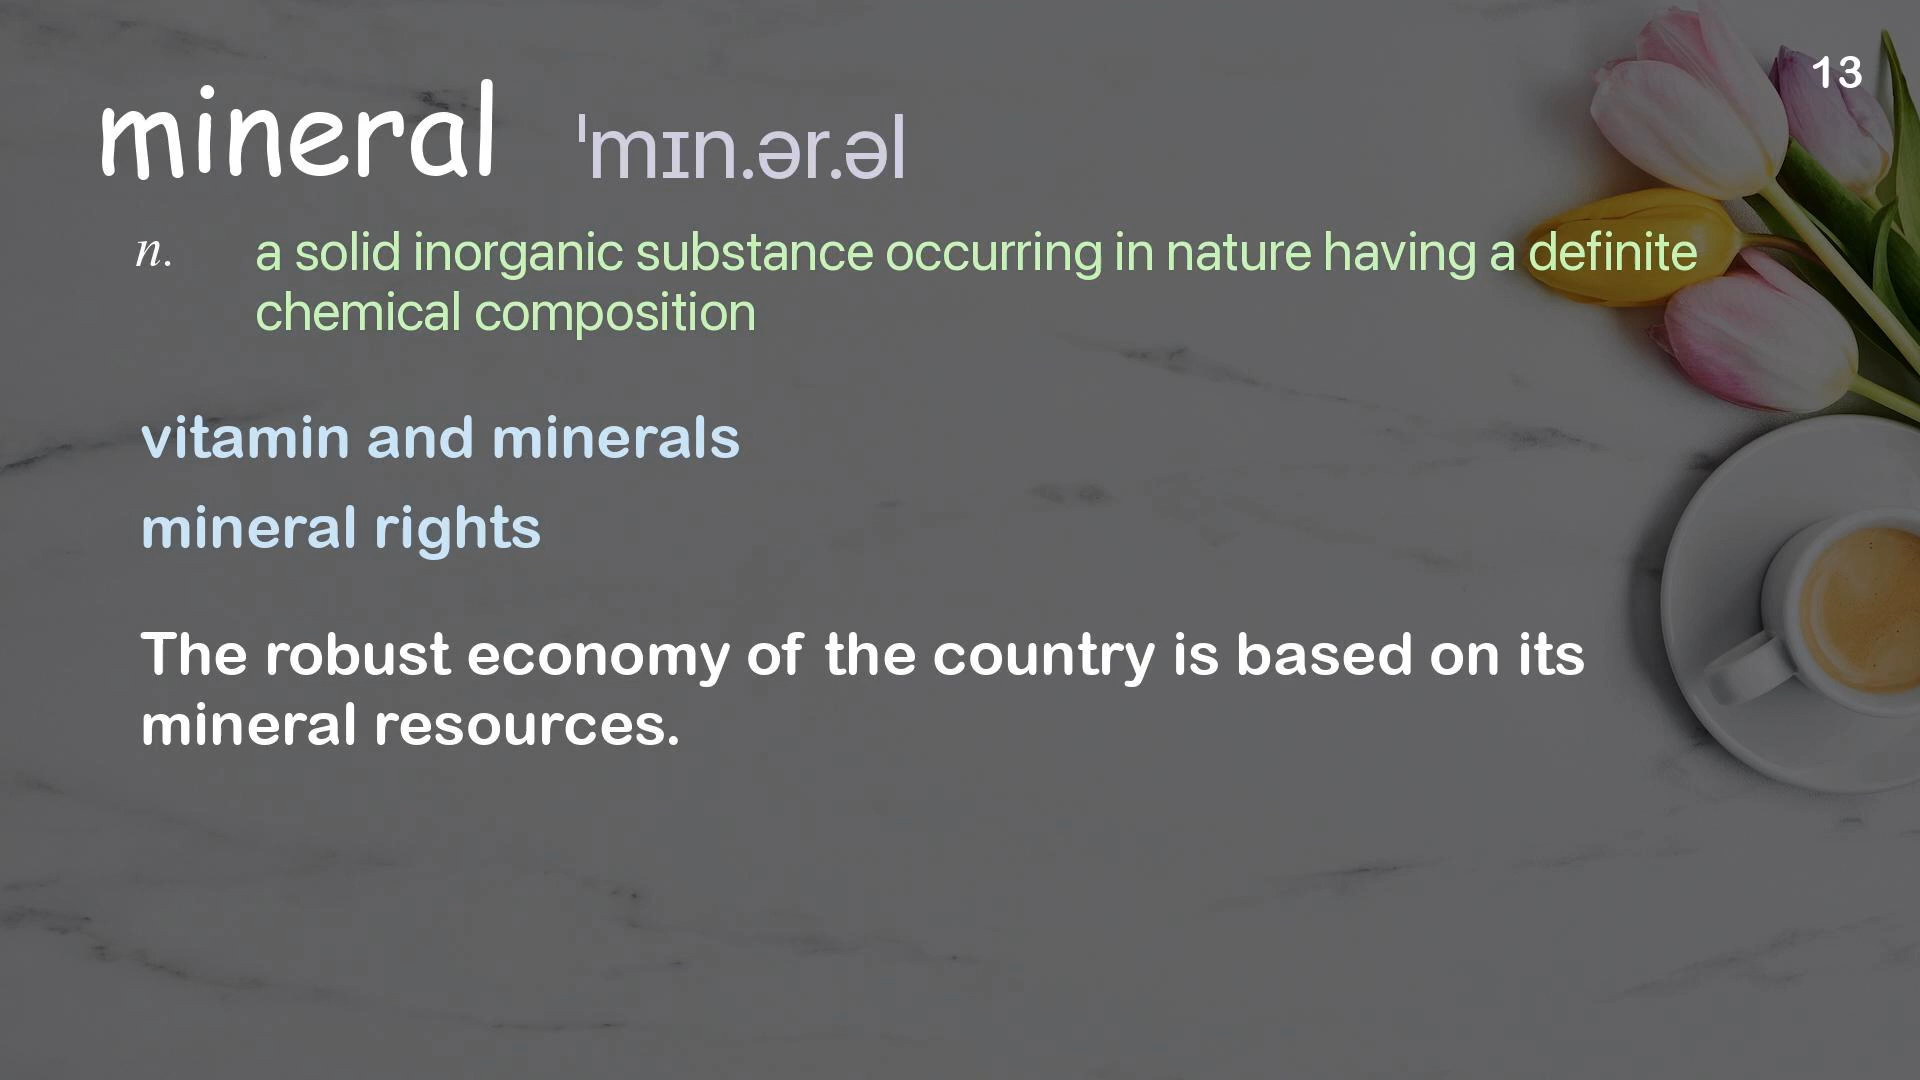 13
mineral ˈmɪn.ər.əl
n. a solid inorganic substance occurring in nature having a definite
chemical composition
vitamin and minerals
mineral rights
The robust economy of the country is based on its
mineral resources.